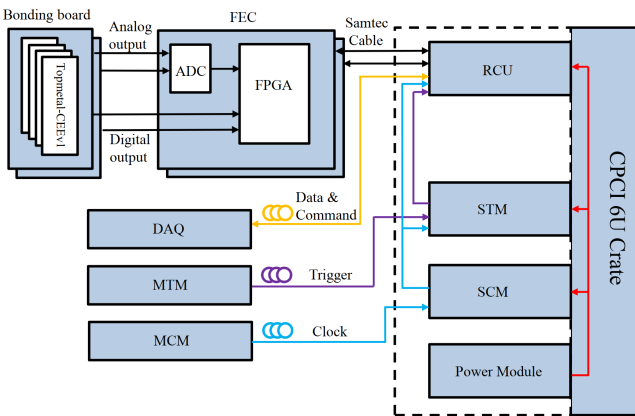 Bonding board
Analog
output
FEC
Samtec
Cable
Topmetal-CEEv1
ADC
FPGA
RCU
Digital
output
Data &
Command
DAQ
STM
MTM
Trigger
SCM
MCM
Clock
Power Module
CPCI 6U Crate